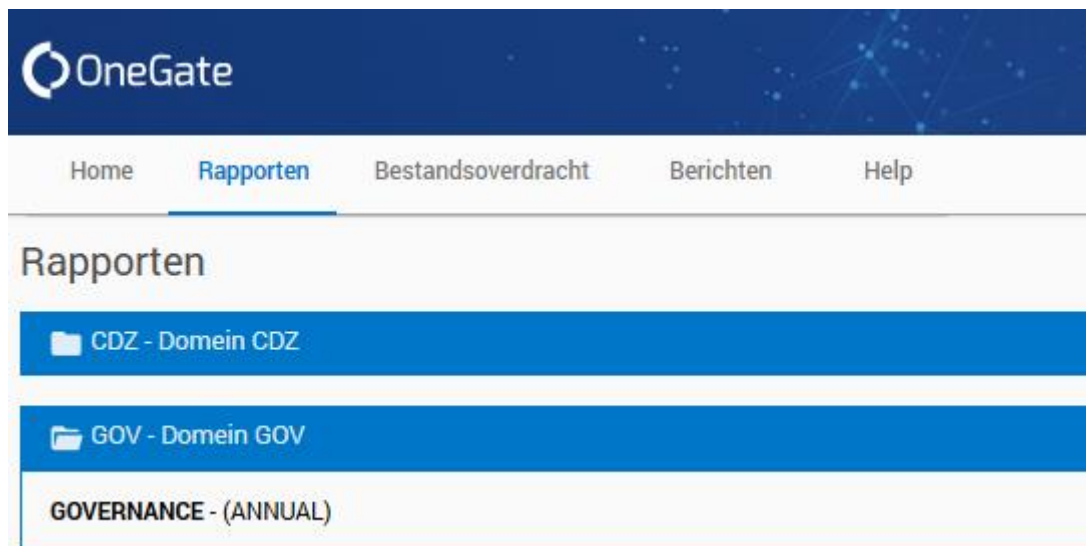 OneGate
Home Rapporten Bestandsoverdracht Berichten Help
Rapporten
CDZ - Domein CDZ
GOV - Domein GOV
GOVERNANCE - (ANNUAL)